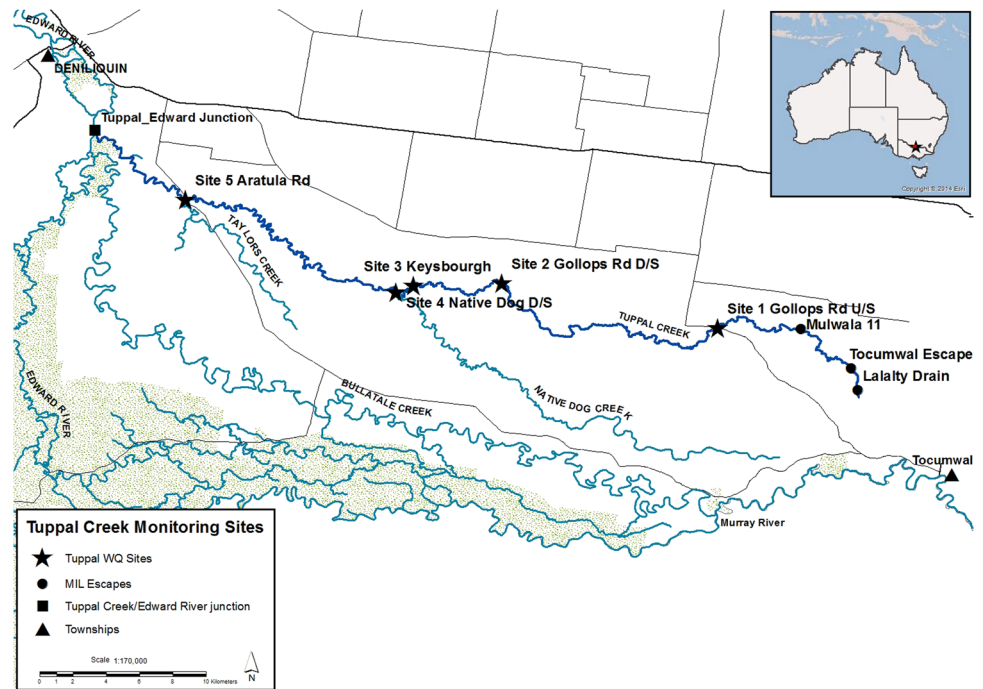 EDWARD RIVER
DENILIQUIN
Tuppal_Edward Junction
Site 5 Aratula Rd
TAYLORS CREEK
Site 3 Keysbourgh
Site 2 Gollops Rd D/S
Site 4 Native Dog D/S
TUPPAL CREEK
Site 1 Gollops Rd U/S
Mulwala 11
Tocumwal Escape
Lalalty Drain
EDWARD RIVER
BULLATALE CREEK
NATIVE DOG CREEK
Tocumwal
Murray River
Copyright © 2014 Esri
Tuppal Creek Monitoring Sites
Tuppal WQ Sites
MIL Escapes
Tuppal Creek/Edward River junction
Townships
Scale 1:170,000
0 1 2 4 6 8 10 Kilometers
N